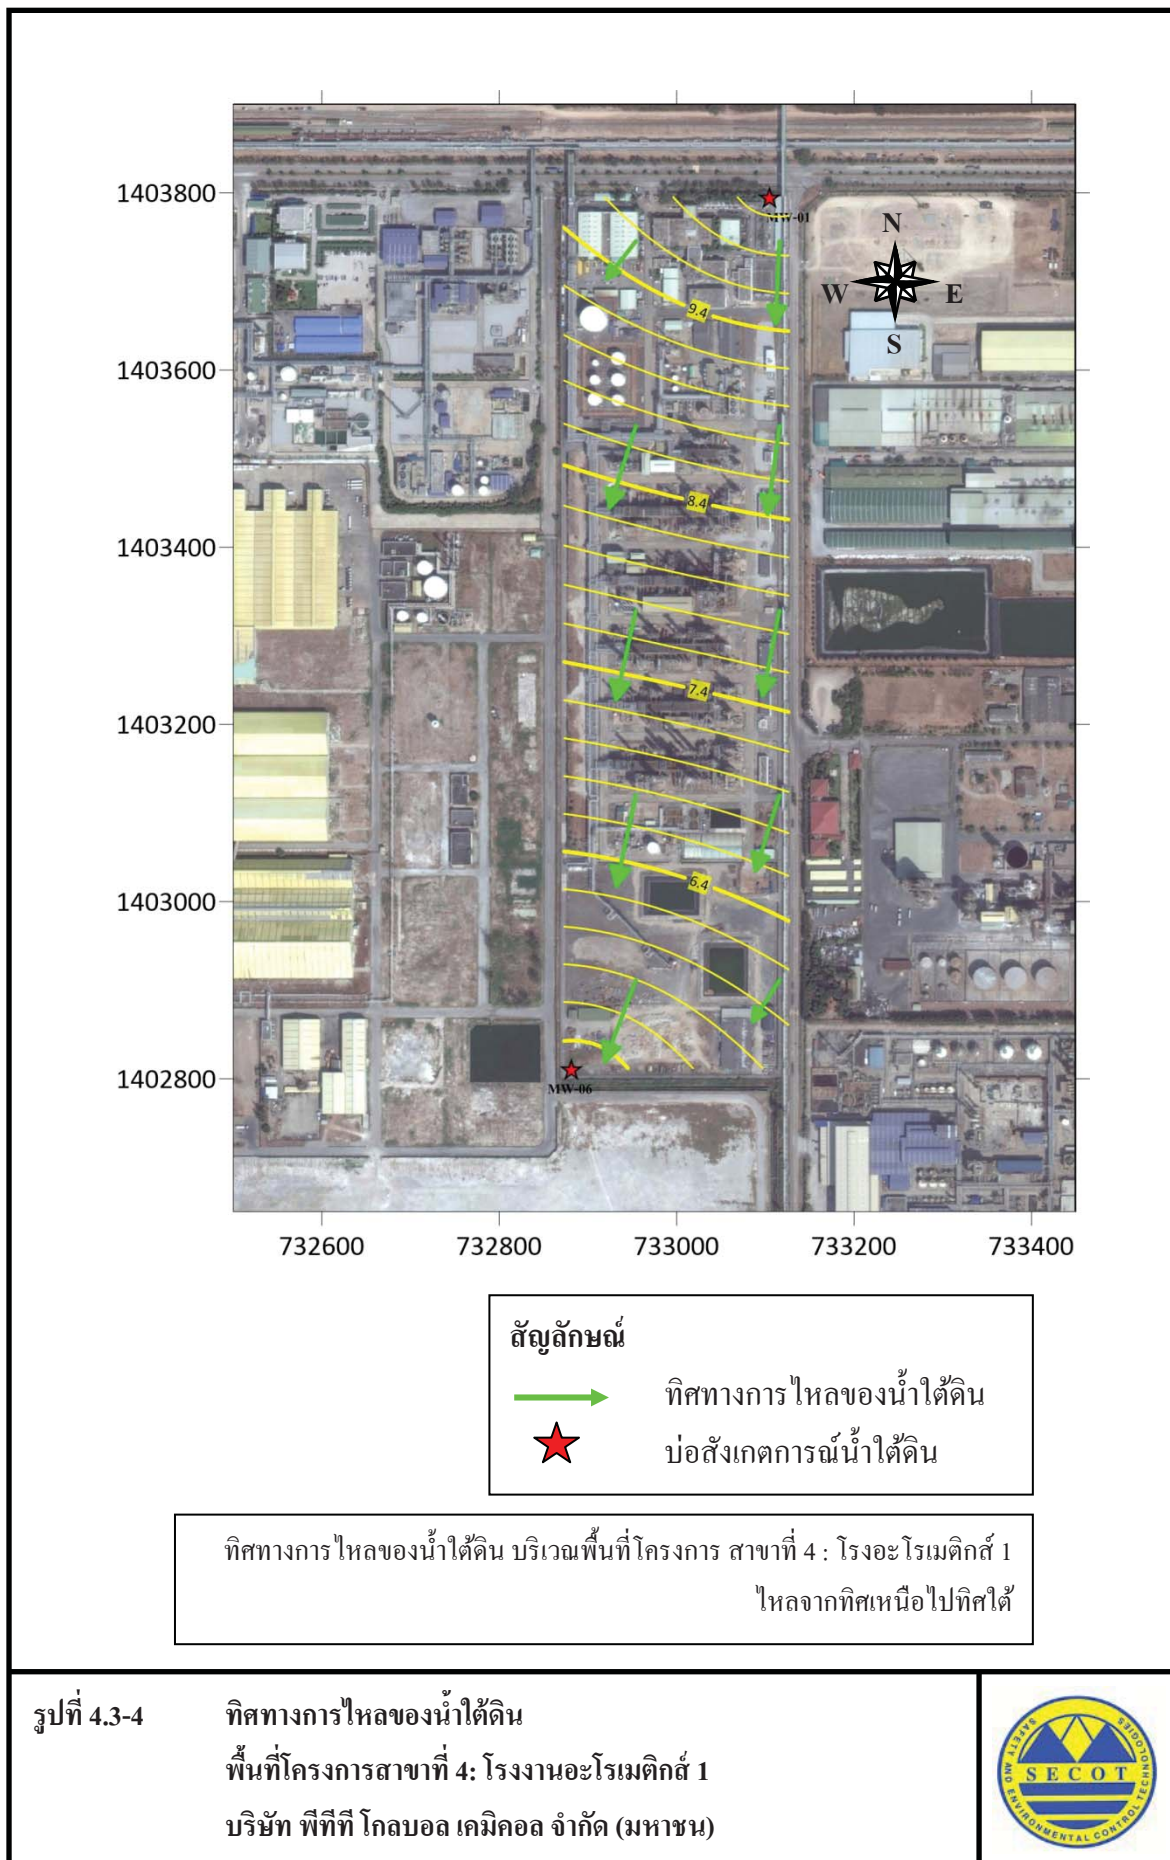 1403800
1403600
1403400
1403200
1403000
1402800
MW-01
N
W
E
S
9.4
8.4
7.4
6.4
MW-06
732600
732800
733000
733200
733400
สัญลักษณ์
ทิศทางการไหลของน้ำใต้ดิน
บ่อสังเกตการณ์น้ำใต้ดิน
ทิศทางการไหลของน้ำใต้ดิน บริเวณพื้นที่โครงการ สาขาที่ 4 : โรงอะโรเมติกส์ 1
ไหลจากทิศเหนือไปทิศใต้
รูปที่ 4.3-4
ทิศทางการไหลของน้ำใต้ดิน
พื้นที่โครงการสาขาที่ 4: โรงงานอะโรเมติกส์ 1
บริษัท พีทีที โกลบอล เคมิคอล จำกัด (มหาชน)
SAFETY AND ENVIRONMENTAL CONTROL TECHNOLOGIES
SECOT